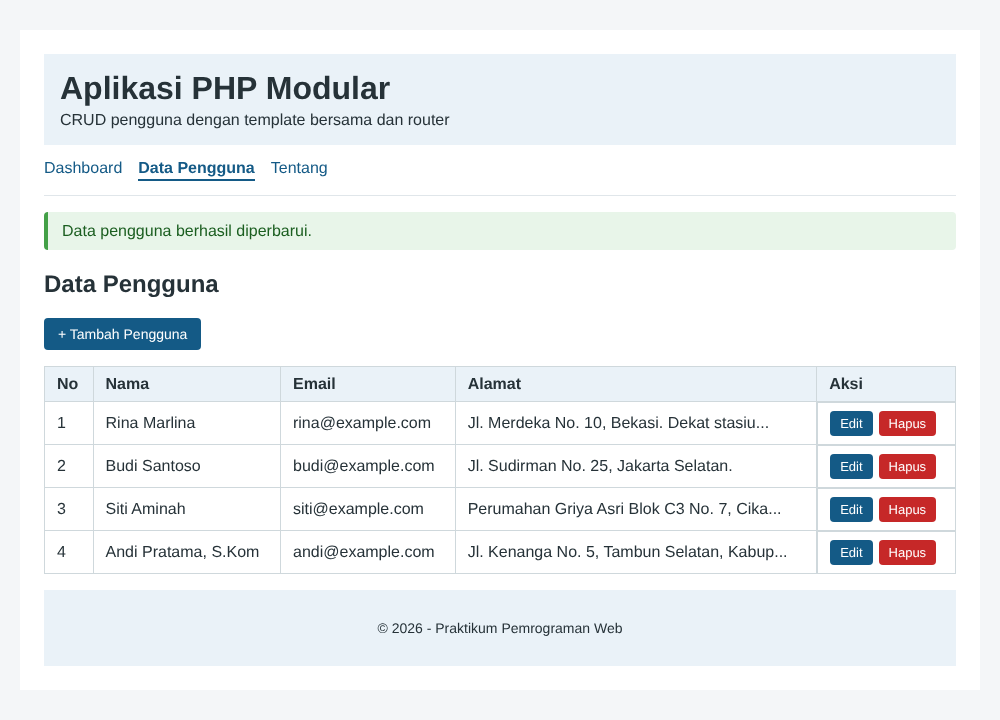 Aplikasi PHP Modular
CRUD pengguna dengan template bersama dan router
Dashboard Data Pengguna Tentang
Data pengguna berhasil diperbarui.
Data Pengguna
+ Tambah Pengguna
No Nama Email Alamat Aksi
1 Rina Marlina rina@example.com Jl. Merdeka No. 10, Bekasi. Dekat stasiu... Edit Hapus
2 Budi Santoso budi@example.com Jl. Sudirman No. 25, Jakarta Selatan. Edit Hapus
3 Siti Aminah siti@example.com Perumahan Griya Asri Blok C3 No. 7, Cika... Edit Hapus
4 Andi Pratama, S.Kom andi@example.com Jl. Kenanga No. 5, Tambun Selatan, Kabup... Edit Hapus
© 2026 - Praktikum Pemrograman Web